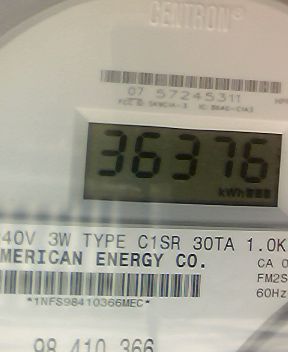 CENTRON®
07 57245311
36376
kWh
40V 3W TYPE C1SR 30TA 1.0K
MERICAN ENERGY CO.
CA 0
FM2S
60Hz
*1NFS98410366MEC*
98 410 366